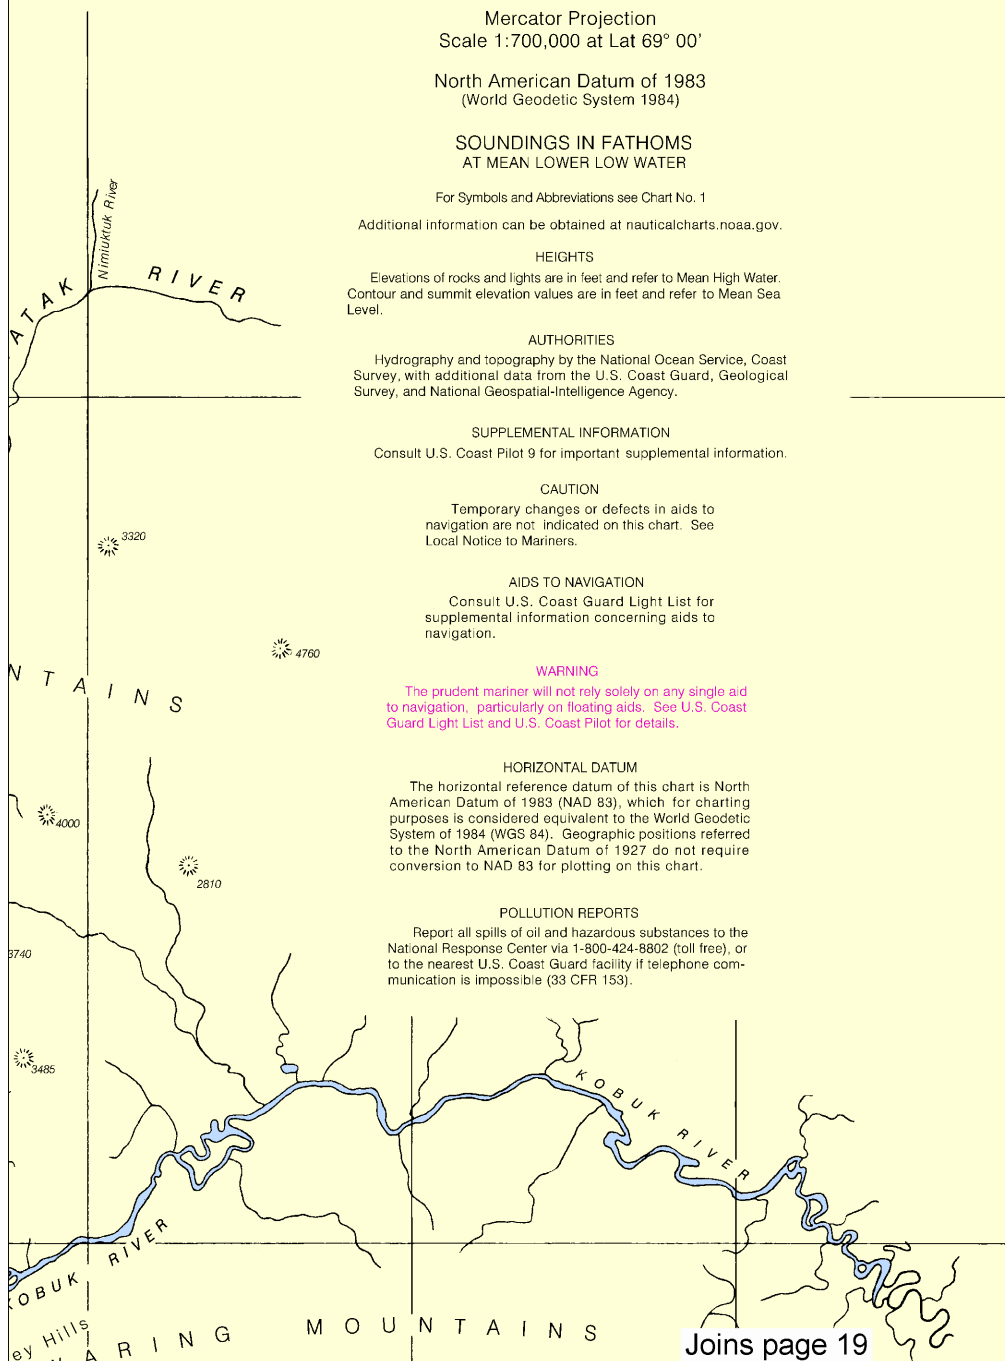 Mercator Projection
Scale 1:700,000 at Lat 69° 00'
North American Datum of 1983
(World Geodetic System 1984)
SOUNDINGS IN FATHOMS
AT MEAN LOWER LOW WATER
For Symbols and Abbreviations see Chart No. 1
Additional information can be obtained at nauticalcharts.noaa.gov.
HEIGHTS
Elevations of rocks and lights are in feet and refer to Mean High Water.
Contour and summit elevation values are in feet and refer to Mean Sea
Level.
AUTHORITIES
Hydrography and topography by the National Ocean Service, Coast
Survey, with additional data from the U.S. Coast Guard, Geological
Survey, and National Geospatial-Intelligence Agency.
SUPPLEMENTAL INFORMATION
Consult U.S. Coast Pilot 9 for important supplemental information.
CAUTION
Temporary changes or defects in aids to
navigation are not indicated on this chart. See
Local Notice to Mariners.
AIDS TO NAVIGATION
Consult U.S. Coast Guard Light List for
supplemental information concerning aids to
navigation.
WARNING
The prudent mariner will not rely solely on any single aid
to navigation, particularly on floating aids. See U.S. Coast
Guard Light List and U.S. Coast Pilot for details.
HORIZONTAL DATUM
The horizontal reference datum of this chart is North
American Datum of 1983 (NAD 83), which for charting
purposes is considered equivalent to the World Geodetic
System of 1984 (WGS 84). Geographic positions referred
to the North American Datum of 1927 do not require
conversion to NAD 83 for plotting on this chart.
POLLUTION REPORTS
Report all spills of oil and hazardous substances to the
National Response Center via 1-800-424-8802 (toll free), or
to the nearest U.S. Coast Guard facility if telephone com-
munication is impossible (33 CFR 153).
Nimiuktuk River
ATAK RIVER
3320
4760
NTAINS
4000
2810
3740
3485
KOBUK RIVER
KOBUK RIVER
ey Hills
ARING MOUNTAINS
Joins page 19